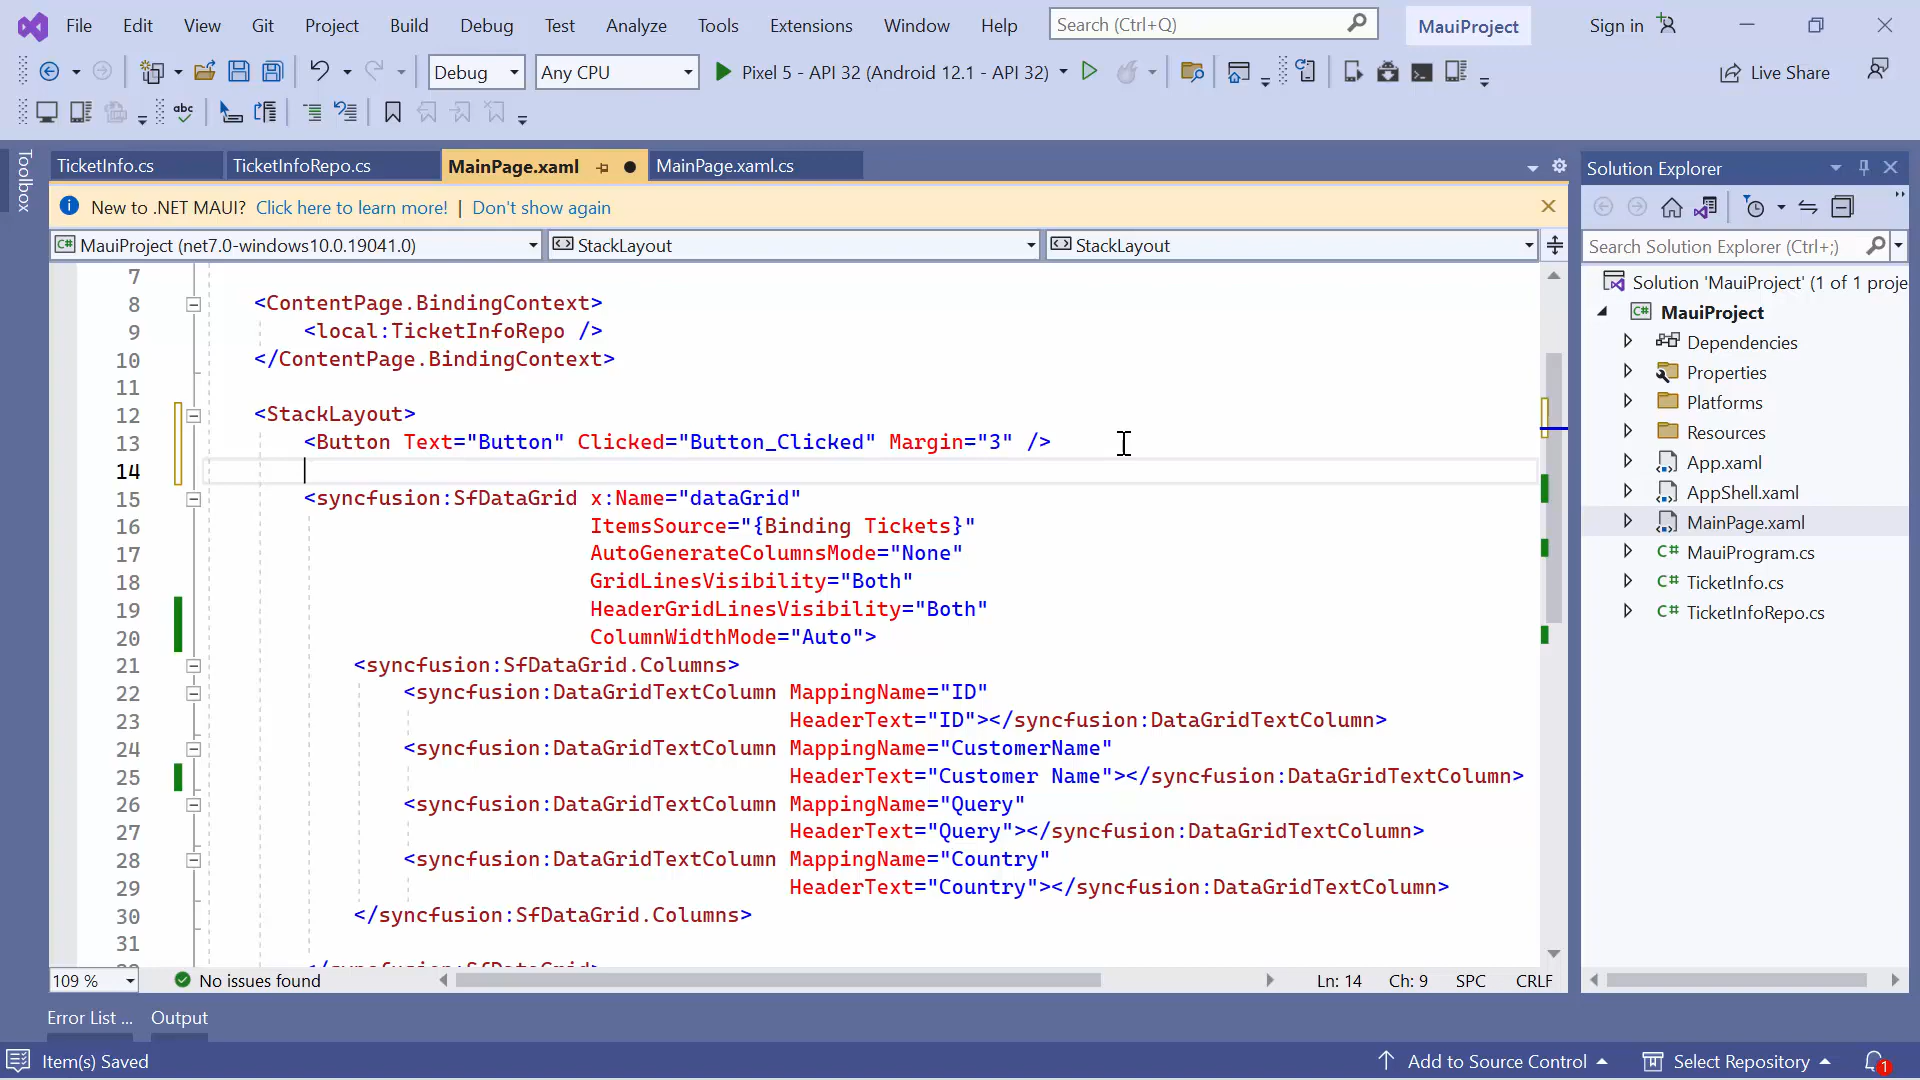 File Edit View Git Project Build Debug Test Analyze Tools Extensions Window Help Search (Ctrl+Q) MauiProject Sign in
Debug Any CPU Pixel 5 - API 32 (Android 12.1 - API 32) Live Share
abc
Toolbox
TicketInfo.cs TicketInfoRepo.cs MainPage.xaml MainPage.xaml.cs
New to .NET MAUI? Click here to learn more! | Don't show again
MauiProject (net7.0-windows10.0.19041.0) StackLayout StackLayout
7
8 <ContentPage.BindingContext>
9 <local:TicketInfoRepo />
10 </ContentPage.BindingContext>
11
12 <StackLayout>
13 <Button Text="Button" Clicked="Button_Clicked" Margin="3" />
14
15 <syncfusion:SfDataGrid x:Name="dataGrid"
16 ItemsSource="{Binding Tickets}"
17 AutoGenerateColumnsMode="None"
18 GridLinesVisibility="Both"
19 HeaderGridLinesVisibility="Both"
20 ColumnWidthMode="Auto">
21 <syncfusion:SfDataGrid.Columns>
22 <syncfusion:DataGridTextColumn MappingName="ID"
23 HeaderText="ID"></syncfusion:DataGridTextColumn>
24 <syncfusion:DataGridTextColumn MappingName="CustomerName"
25 HeaderText="Customer Name"></syncfusion:DataGridTextColumn>
26 <syncfusion:DataGridTextColumn MappingName="Query"
27 HeaderText="Query"></syncfusion:DataGridTextColumn>
28 <syncfusion:DataGridTextColumn MappingName="Country"
29 HeaderText="Country"></syncfusion:DataGridTextColumn>
30 </syncfusion:SfDataGrid.Columns>
31
</syncfusion:SfDataGrid>
109 % No issues found Ln: 14 Ch: 9 SPC CRLF
Solution Explorer
Search Solution Explorer (Ctrl+;)
Solution 'MauiProject' (1 of 1 proje
MauiProject
Dependencies
Properties
Platforms
Resources
App.xaml
AppShell.xaml
MainPage.xaml
C# MauiProgram.cs
C# TicketInfo.cs
C# TicketInfoRepo.cs
Error List ... Output
Item(s) Saved Add to Source Control Select Repository 1